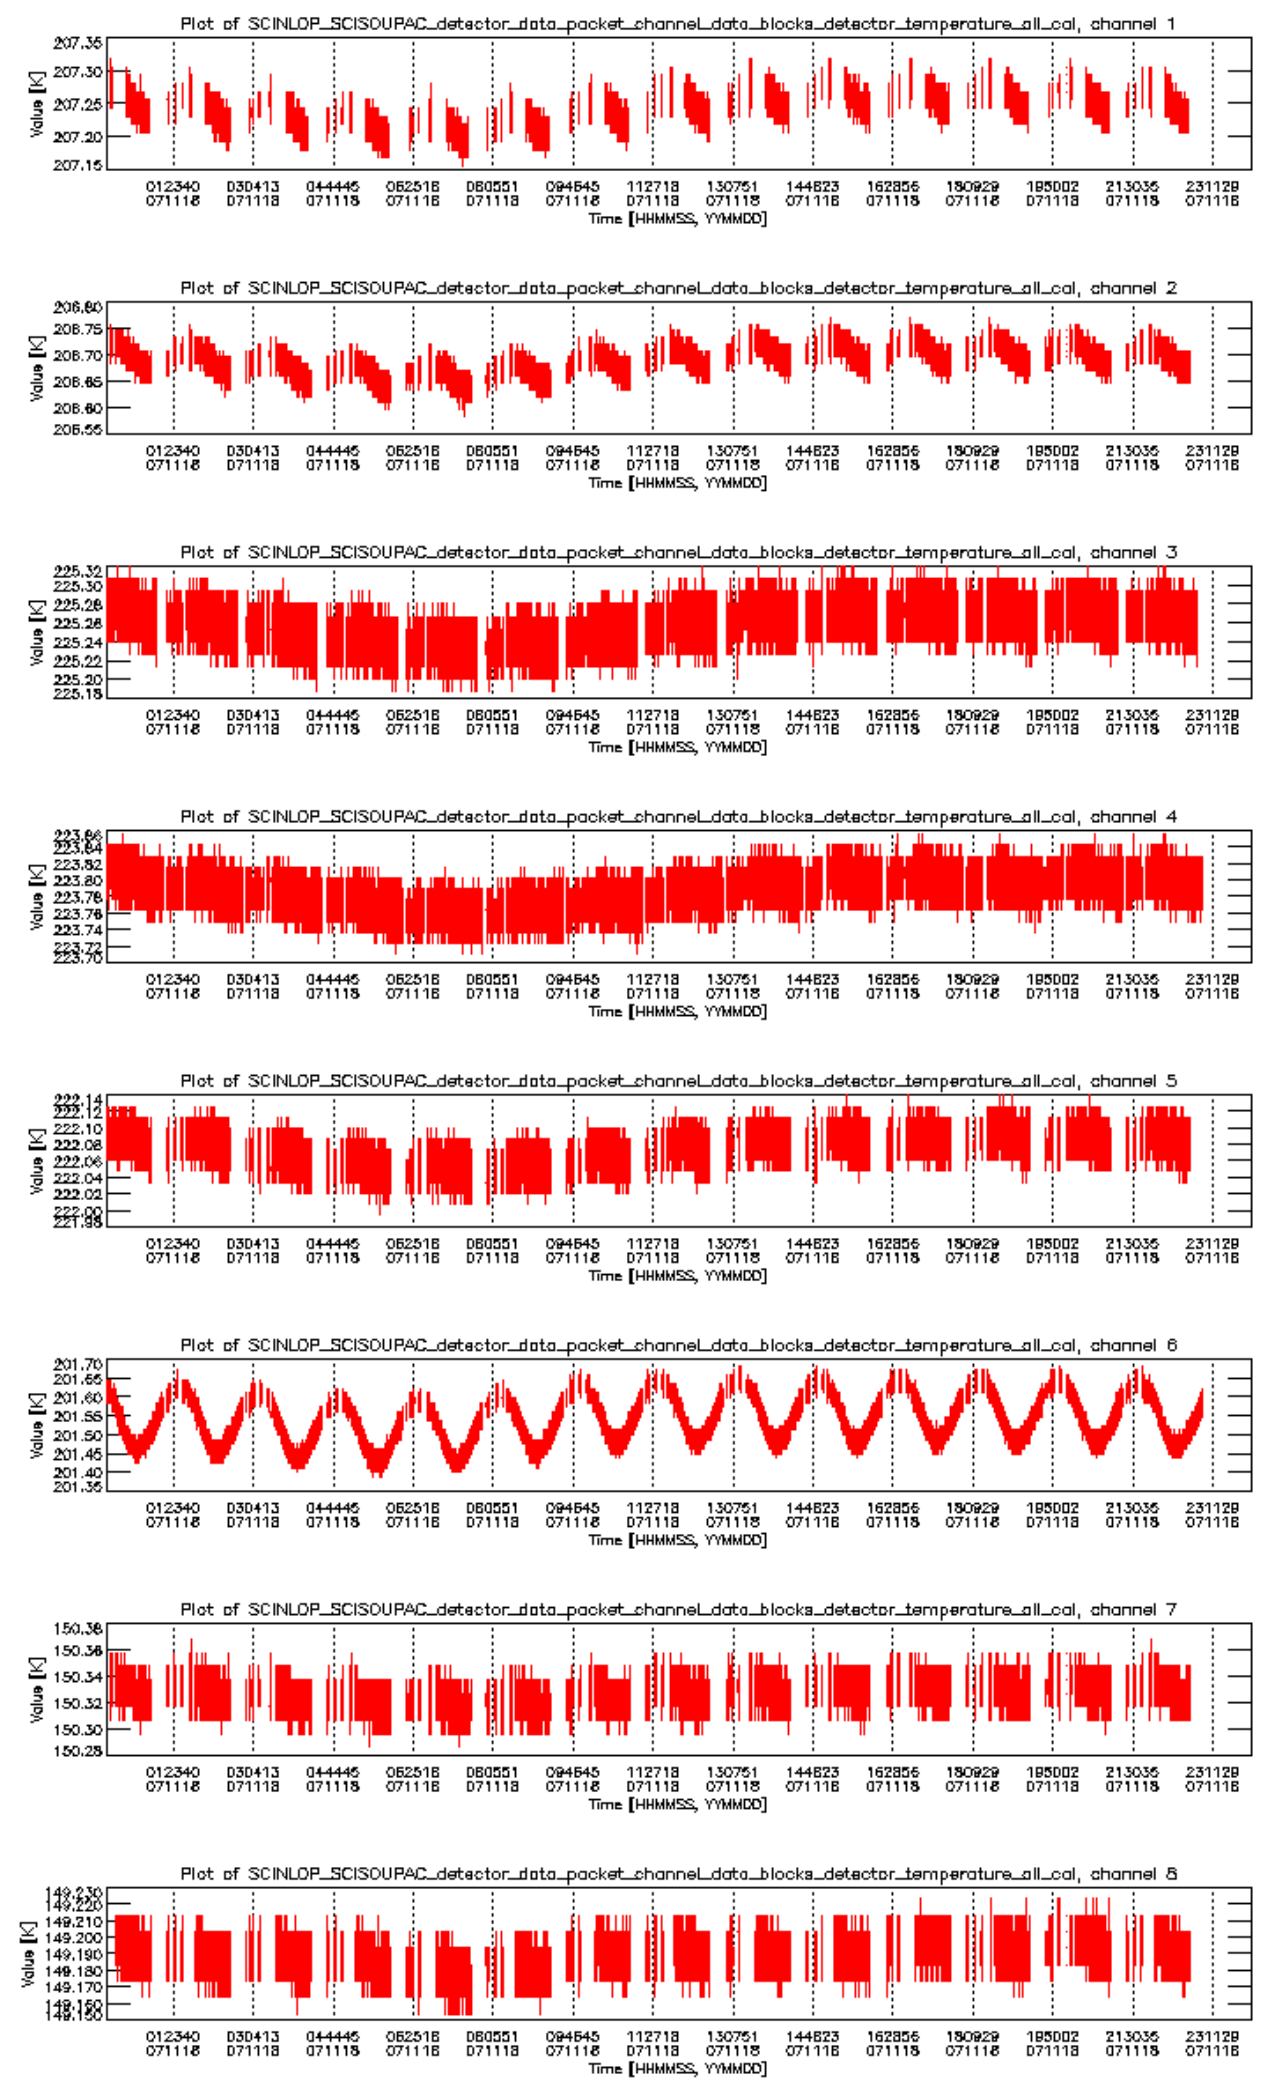 Plot of SCINLOP_SCISOUPAC_detector_data_packet_channel_data_blocks_detector_temperature_all_cal, channel 1
207.35
207.30
207.25
207.20
207.15
Value [K]
012340 030413 044445 062518 080551 094645 112718 130751 144823 162856 180929 195002 213035 231129
071118 071118 071118 071118 071118 071118 071118 071118 071118 071118 071118 071118 071118 071118
Time [HHMMSS, YYMMDD]
Plot of SCINLOP_SCISOUPAC_detector_data_packet_channel_data_blocks_detector_temperature_all_cal, channel 2
206.80
206.75
206.70
206.65
206.60
206.55
Value [K]
012340 030413 044445 062518 080551 094645 112718 130751 144823 162856 180929 195002 213035 231129
071118 071118 071118 071118 071118 071118 071118 071118 071118 071118 071118 071118 071118 071118
Time [HHMMSS, YYMMDD]
Plot of SCINLOP_SCISOUPAC_detector_data_packet_channel_data_blocks_detector_temperature_all_cal, channel 3
225.32
225.30
225.28
225.26
225.24
225.22
225.20
225.18
Value [K]
012340 030413 044445 062518 080551 094645 112718 130751 144823 162856 180929 195002 213035 231129
071118 071118 071118 071118 071118 071118 071118 071118 071118 071118 071118 071118 071118 071118
Time [HHMMSS, YYMMDD]
Plot of SCINLOP_SCISOUPAC_detector_data_packet_channel_data_blocks_detector_temperature_all_cal, channel 4
223.86
223.84
223.82
223.80
223.78
223.76
223.74
223.72
223.70
Value [K]
012340 030413 044445 062518 080551 094645 112718 130751 144823 162856 180929 195002 213035 231129
071118 071118 071118 071118 071118 071118 071118 071118 071118 071118 071118 071118 071118 071118
Time [HHMMSS, YYMMDD]
Plot of SCINLOP_SCISOUPAC_detector_data_packet_channel_data_blocks_detector_temperature_all_cal, channel 5
222.14
222.12
222.10
222.08
222.06
222.04
222.02
222.00
221.98
Value [K]
012340 030413 044445 062518 080551 094645 112718 130751 144823 162856 180929 195002 213035 231129
071118 071118 071118 071118 071118 071118 071118 071118 071118 071118 071118 071118 071118 071118
Time [HHMMSS, YYMMDD]
Plot of SCINLOP_SCISOUPAC_detector_data_packet_channel_data_blocks_detector_temperature_all_cal, channel 6
201.70
201.65
201.60
201.55
201.50
201.45
201.40
201.35
Value [K]
012340 030413 044445 062518 080551 094645 112718 130751 144823 162856 180929 195002 213035 231129
071118 071118 071118 071118 071118 071118 071118 071118 071118 071118 071118 071118 071118 071118
Time [HHMMSS, YYMMDD]
Plot of SCINLOP_SCISOUPAC_detector_data_packet_channel_data_blocks_detector_temperature_all_cal, channel 7
150.38
150.36
150.34
150.32
150.30
150.28
Value [K]
012340 030413 044445 062518 080551 094645 112718 130751 144823 162856 180929 195002 213035 231129
071118 071118 071118 071118 071118 071118 071118 071118 071118 071118 071118 071118 071118 071118
Time [HHMMSS, YYMMDD]
Plot of SCINLOP_SCISOUPAC_detector_data_packet_channel_data_blocks_detector_temperature_all_cal, channel 8
149.230
149.220
149.210
149.200
149.190
149.180
149.170
149.160
149.150
Value [K]
012340 030413 044445 062518 080551 094645 112718 130751 144823 162856 180929 195002 213035 231129
071118 071118 071118 071118 071118 071118 071118 071118 071118 071118 071118 071118 071118 071118
Time [HHMMSS, YYMMDD]